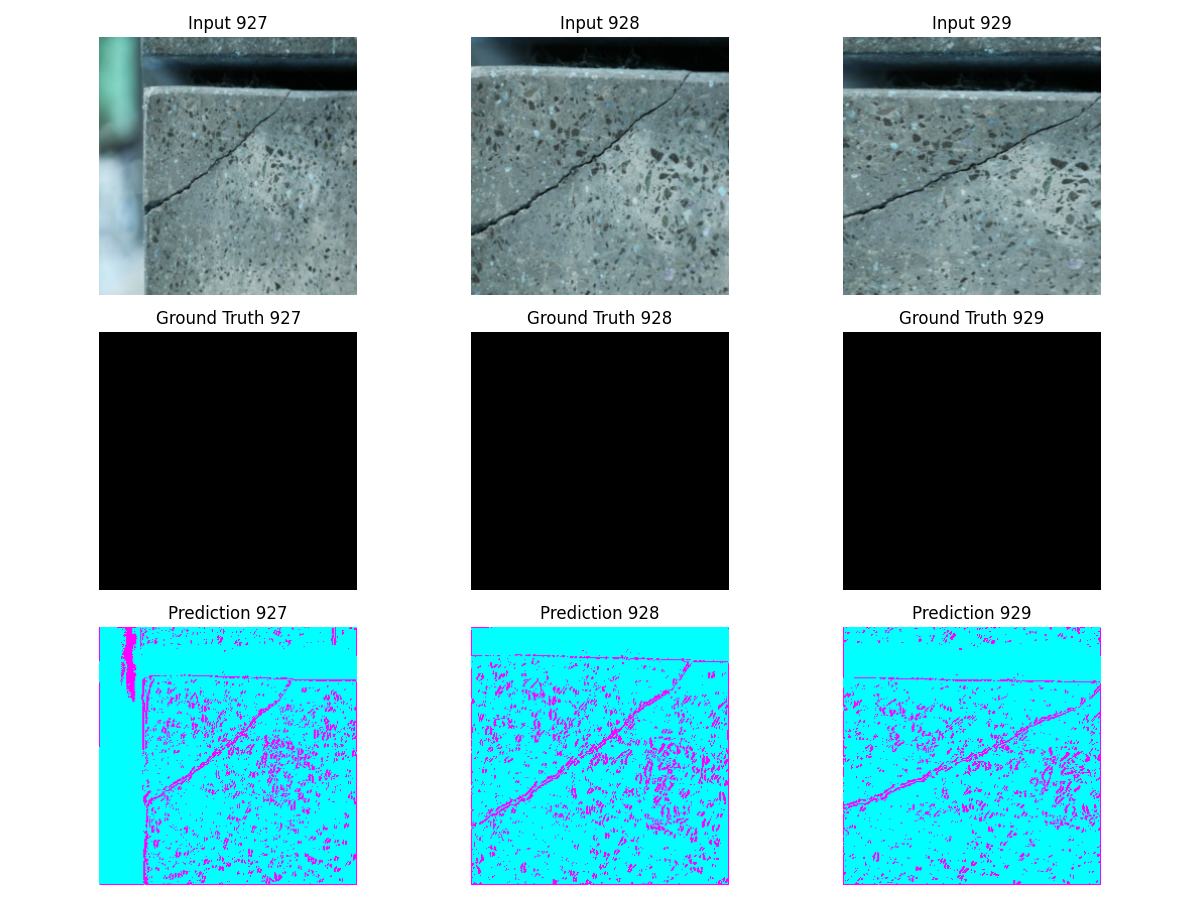 Input 927
Input 928
Input 929
Ground Truth 927
Ground Truth 928
Ground Truth 929
Prediction 927
Prediction 928
Prediction 929